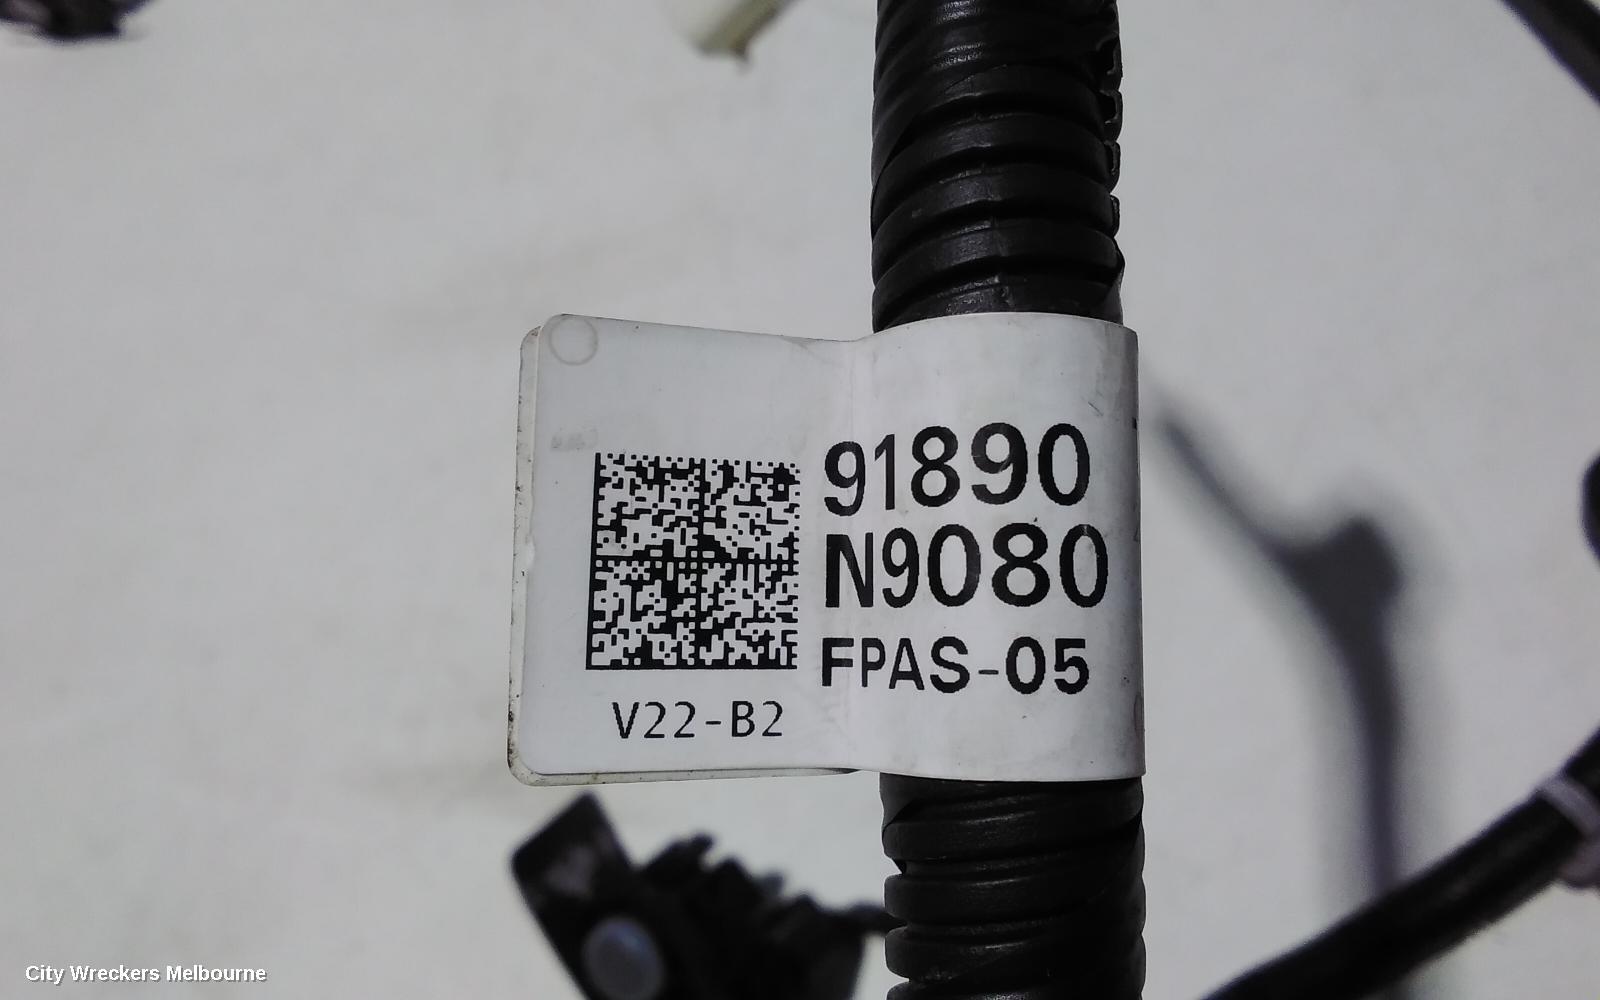 91890
N9080
FPAS-05
V22-B2
City Wreckers Melbourne